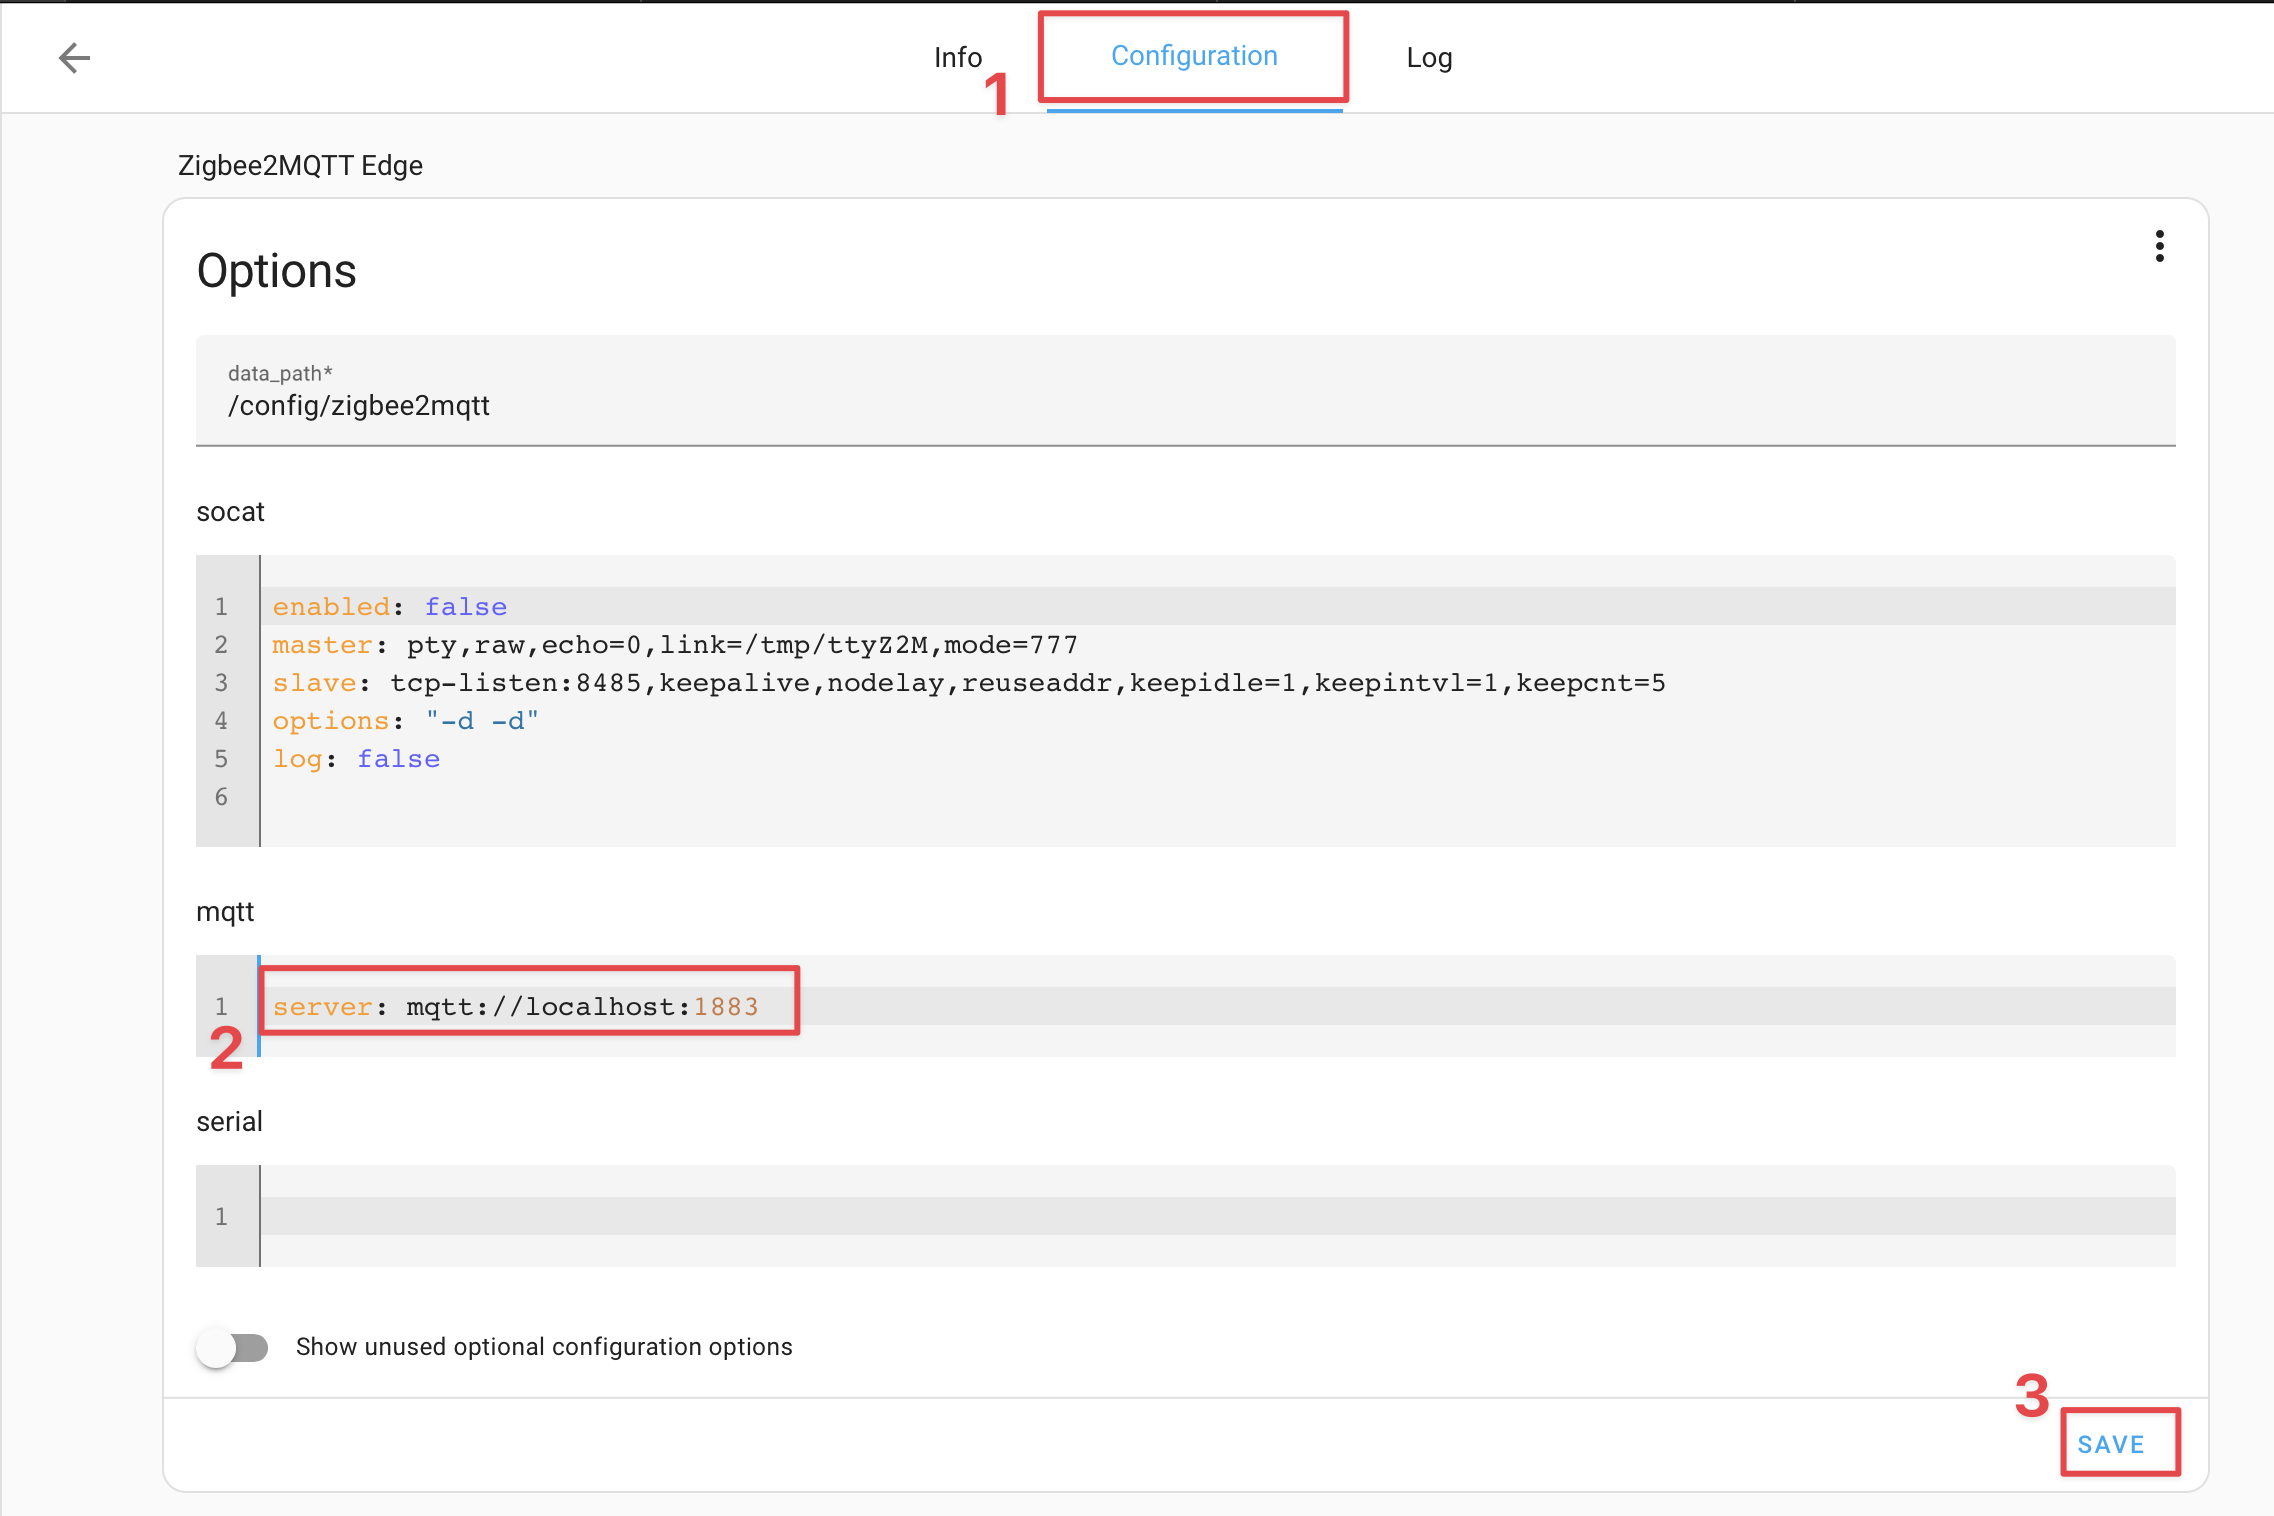 Info
Configuration
Log
1
Zigbee2MQTT Edge
Options
data_path*
/config/zigbee2mqtt
socat
1 enabled: false
2 master: pty,raw,echo=0,link=/tmp/ttyZ2M,mode=777
3 slave: tcp-listen:8485,keepalive,nodelay,reuseaddr,keepidle=1,keepintvl=1,keepcnt=5
4 options: "-d -d"
5 log: false
6
mqtt
1 server: mqtt://localhost:1883
2
serial
1
Show unused optional configuration options
3
SAVE